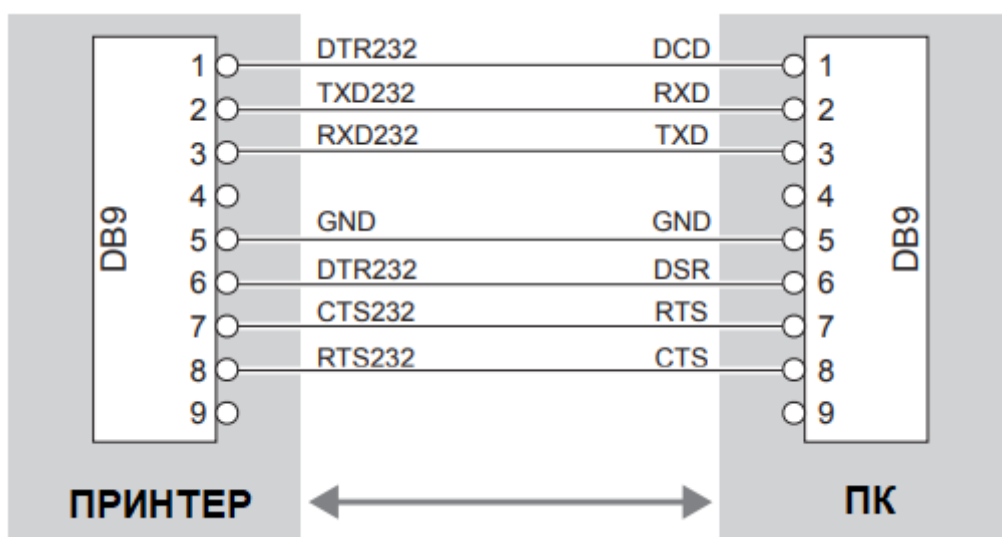 1 DTR232 DCD 1
2 TXD232 RXD 2
3 RXD232 TXD 3
4 4
5 GND GND 5
6 DTR232 DSR 6
7 CTS232 RTS 7
8 RTS232 CTS 8
9 9
DB9 DB9
ПРИНТЕР ПК